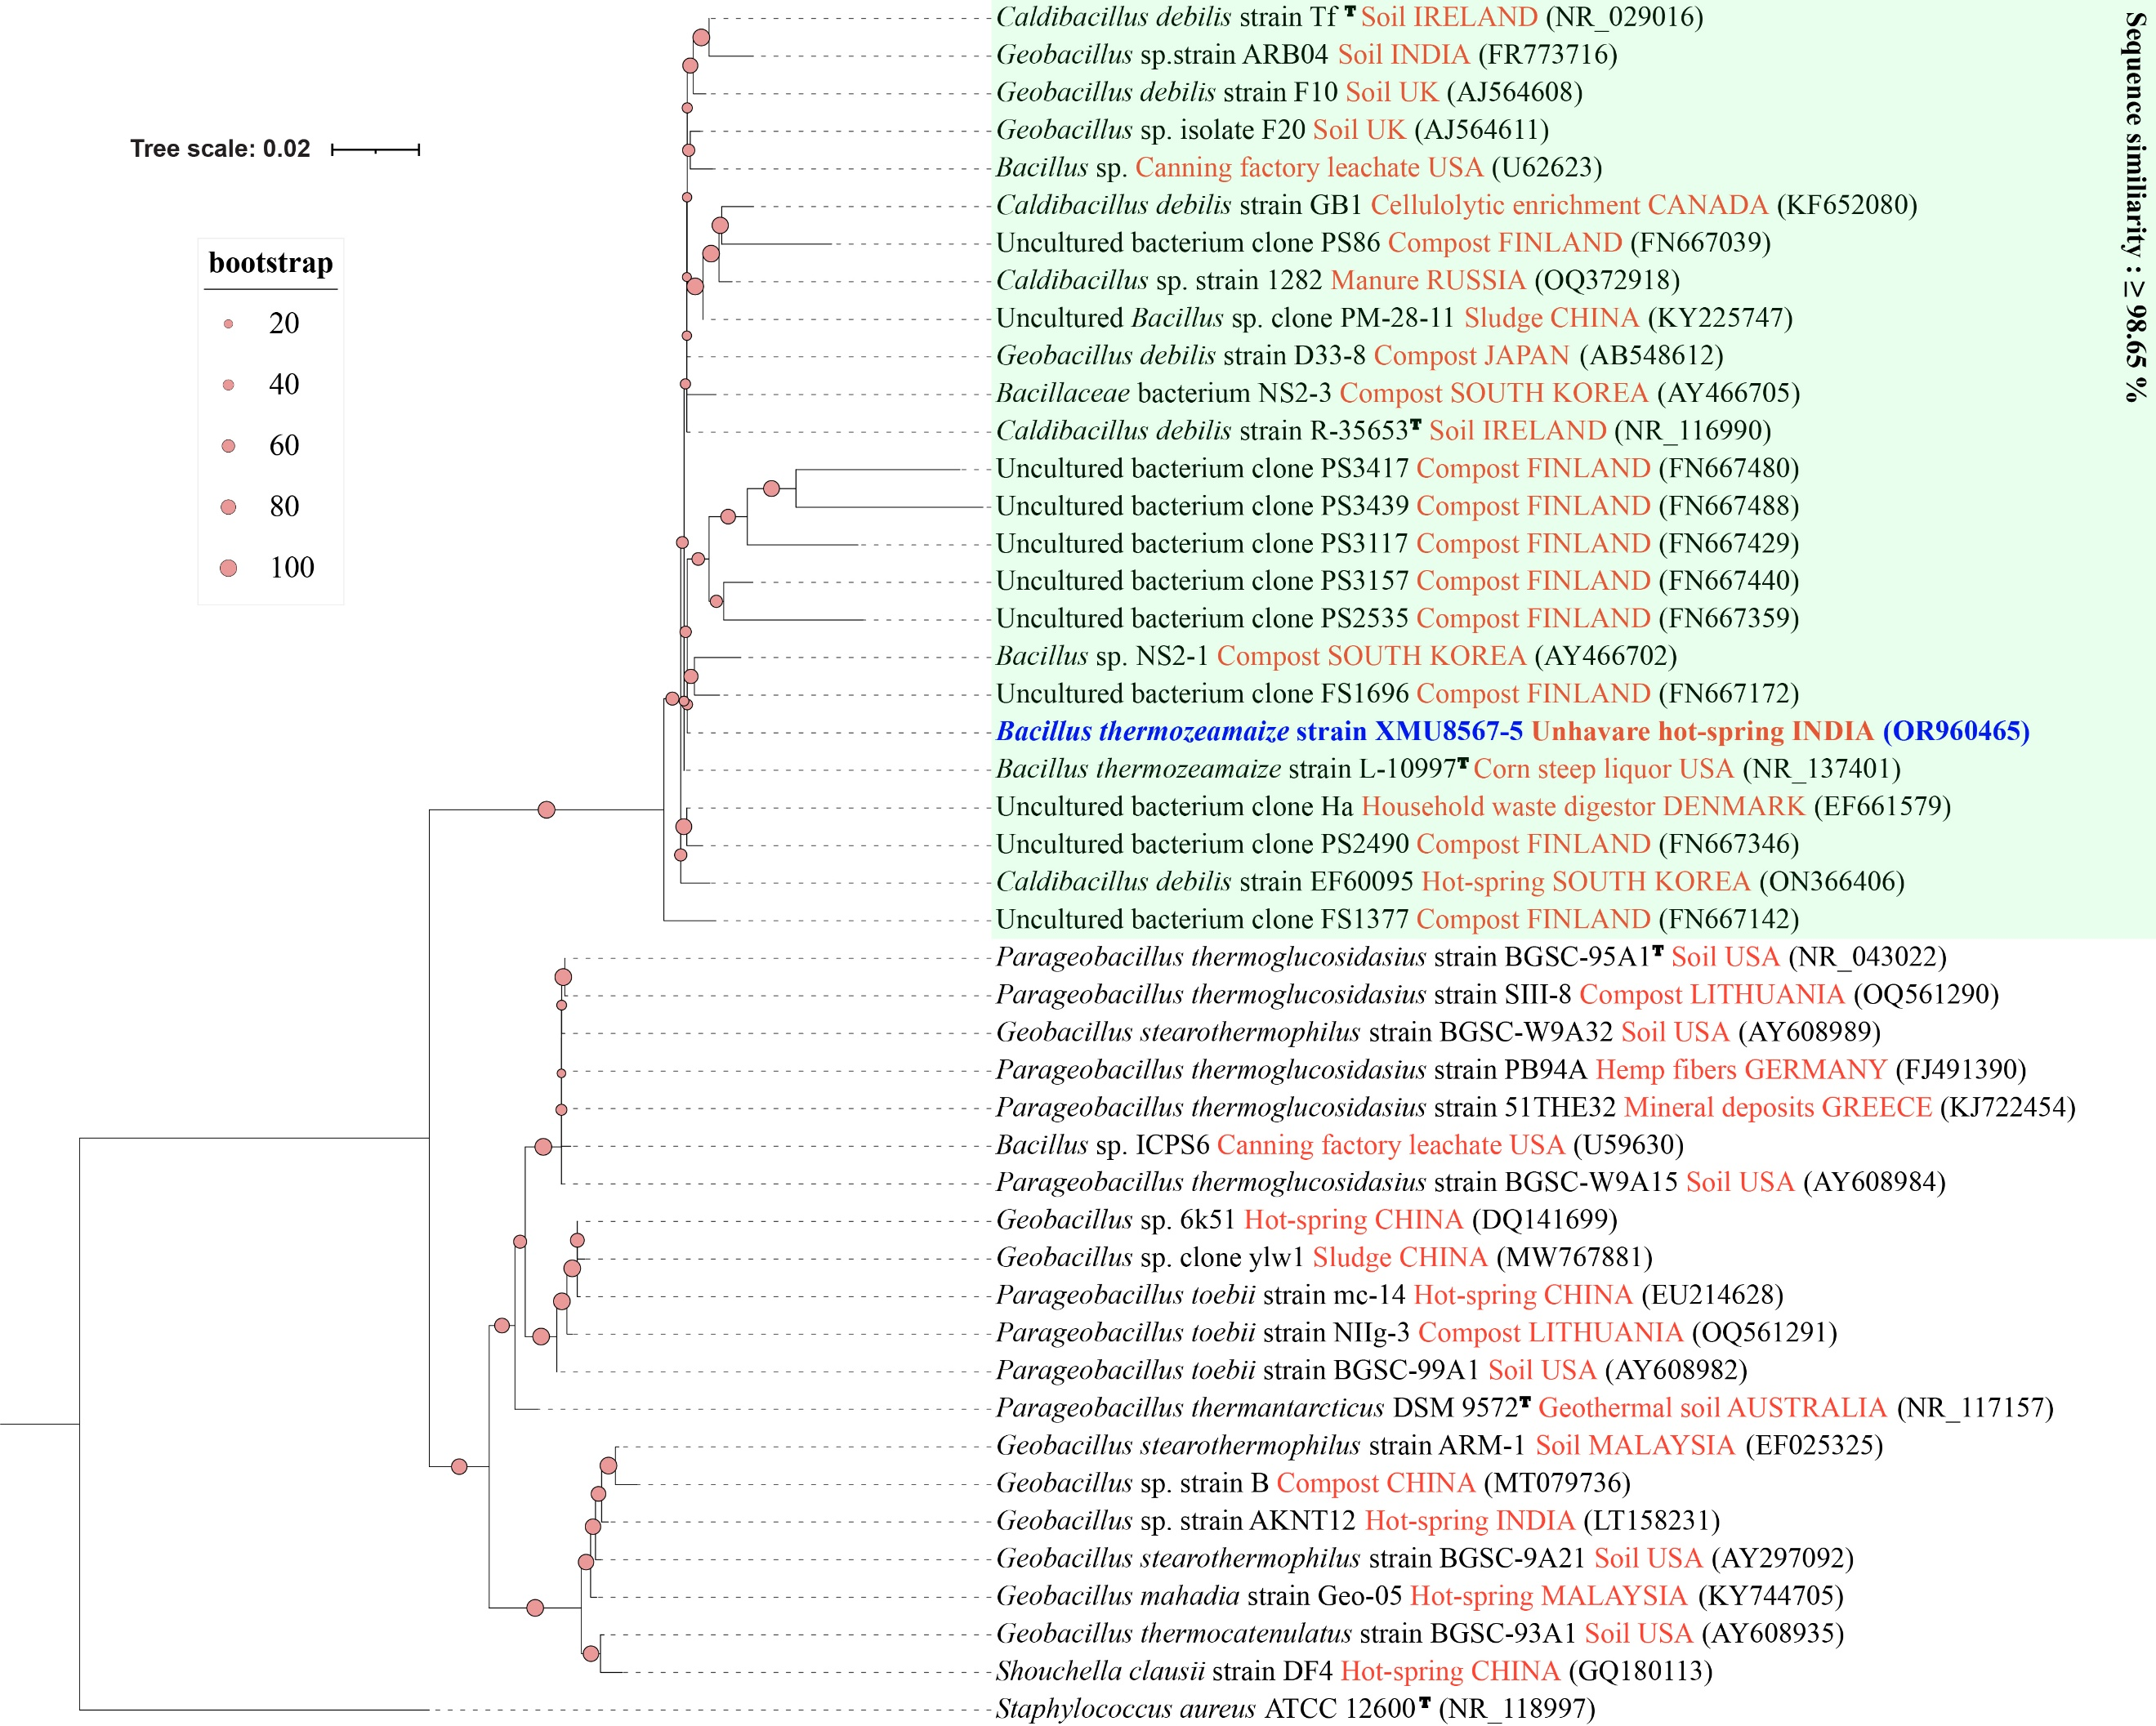 Caldibacillus debilis strain Tf T Soil IRELAND (NR_029016)
Geobacillus sp.strain ARB04 Soil INDIA (FR773716)
Geobacillus debilis strain F10 Soil UK (AJ564608)
Geobacillus sp. isolate F20 Soil UK (AJ564611)
Bacillus sp. Canning factory leachate USA (U62623)
Caldibacillus debilis strain GB1 Cellulolytic enrichment CANADA (KF652080)
Uncultured bacterium clone PS86 Compost FINLAND (FN667039)
Caldibacillus sp. strain 1282 Manure RUSSIA (OQ372918)
Uncultured Bacillus sp. clone PM-28-11 Sludge CHINA (KY225747)
Geobacillus debilis strain D33-8 Compost JAPAN (AB548612)
Bacillaceae bacterium NS2-3 Compost SOUTH KOREA (AY466705)
Caldibacillus debilis strain R-35653T Soil IRELAND (NR_116990)
Uncultured bacterium clone PS3417 Compost FINLAND (FN667480)
Uncultured bacterium clone PS3439 Compost FINLAND (FN667488)
Uncultured bacterium clone PS3117 Compost FINLAND (FN667429)
Uncultured bacterium clone PS3157 Compost FINLAND (FN667440)
Uncultured bacterium clone PS2535 Compost FINLAND (FN667359)
Bacillus sp. NS2-1 Compost SOUTH KOREA (AY466702)
Uncultured bacterium clone FS1696 Compost FINLAND (FN667172)
Bacillus thermozeamaize strain XMU8567-5 Unhavare hot-spring INDIA (OR960465)
Bacillus thermozeamaize strain L-10997T Corn steep liquor USA (NR_137401)
Uncultured bacterium clone Ha Household waste digestor DENMARK (EF661579)
Uncultured bacterium clone PS2490 Compost FINLAND (FN667346)
Caldibacillus debilis strain EF60095 Hot-spring SOUTH KOREA (ON366406)
Uncultured bacterium clone FS1377 Compost FINLAND (FN667142)
Parageobacillus thermoglucosidasius strain BGSC-95A1T Soil USA (NR_043022)
Parageobacillus thermoglucosidasius strain SIII-8 Compost LITHUANIA (OQ561290)
Geobacillus stearothermophilus strain BGSC-W9A32 Soil USA (AY608989)
Parageobacillus thermoglucosidasius strain PB94A Hemp fibers GERMANY (FJ491390)
Parageobacillus thermoglucosidasius strain 51THE32 Mineral deposits GREECE (KJ722454)
Bacillus sp. ICPS6 Canning factory leachate USA (U59630)
Parageobacillus thermoglucosidasius strain BGSC-W9A15 Soil USA (AY608984)
Geobacillus sp. 6k51 Hot-spring CHINA (DQ141699)
Geobacillus sp. clone ylw1 Sludge CHINA (MW767881)
Parageobacillus toebii strain mc-14 Hot-spring CHINA (EU214628)
Parageobacillus toebii strain NIIg-3 Compost LITHUANIA (OQ561291)
Parageobacillus toebii strain BGSC-99A1 Soil USA (AY608982)
Parageobacillus thermantarcticus DSM 9572T Geothermal soil AUSTRALIA (NR_117157)
Geobacillus stearothermophilus strain ARM-1 Soil MALAYSIA (EF025325)
Geobacillus sp. strain B Compost CHINA (MT079736)
Geobacillus sp. strain AKNT12 Hot-spring INDIA (LT158231)
Geobacillus stearothermophilus strain BGSC-9A21 Soil USA (AY297092)
Geobacillus mahadia strain Geo-05 Hot-spring MALAYSIA (KY744705)
Geobacillus thermocatenulatus strain BGSC-93A1 Soil USA (AY608935)
Shouchella clausii strain DF4 Hot-spring CHINA (GQ180113)
Staphylococcus aureus ATCC 12600T (NR_118997)
Tree scale: 0.02
bootstrap
20
40
60
80
100
Sequence similiarity : ≥ 98.65 %